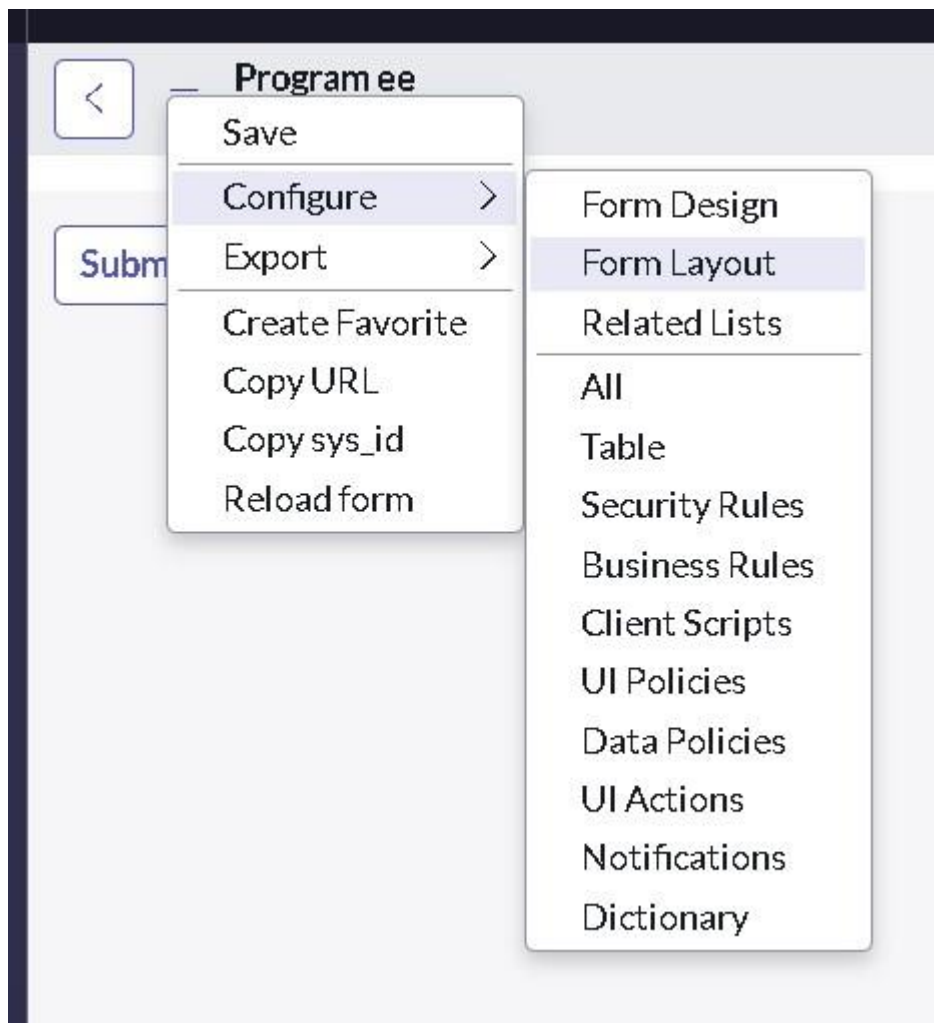 Program ee
Save
Configure
Export
Create Favorite
Copy URL
Copy sys_id
Reload form
Subm
Form Design
Form Layout
Related Lists
All
Table
Security Rules
Business Rules
Client Scripts
UI Policies
Data Policies
UI Actions
Notifications
Dictionary